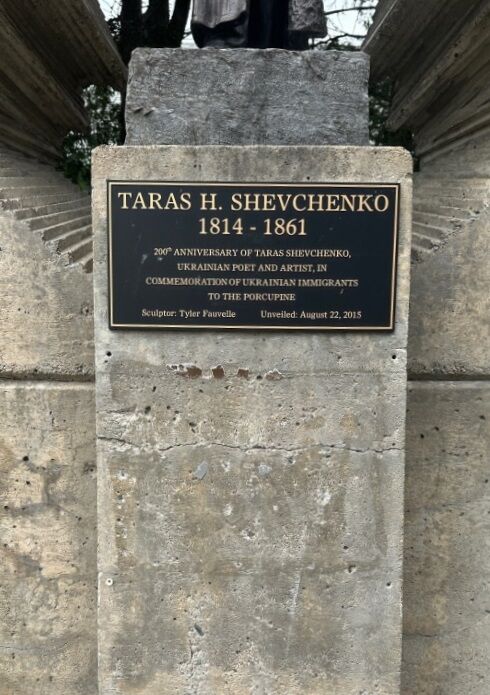 TARAS H. SHEVCHENKO
1814 - 1861
200th ANNIVERSARY OF TARAS SHEVCHENKO,
UKRAINIAN POET AND ARTIST, IN
COMMEMORATION OF UKRAINIAN IMMIGRANTS
TO THE PORCUPINE
Sculptor: Tyler Fauvelle Unveiled: August 22, 2015